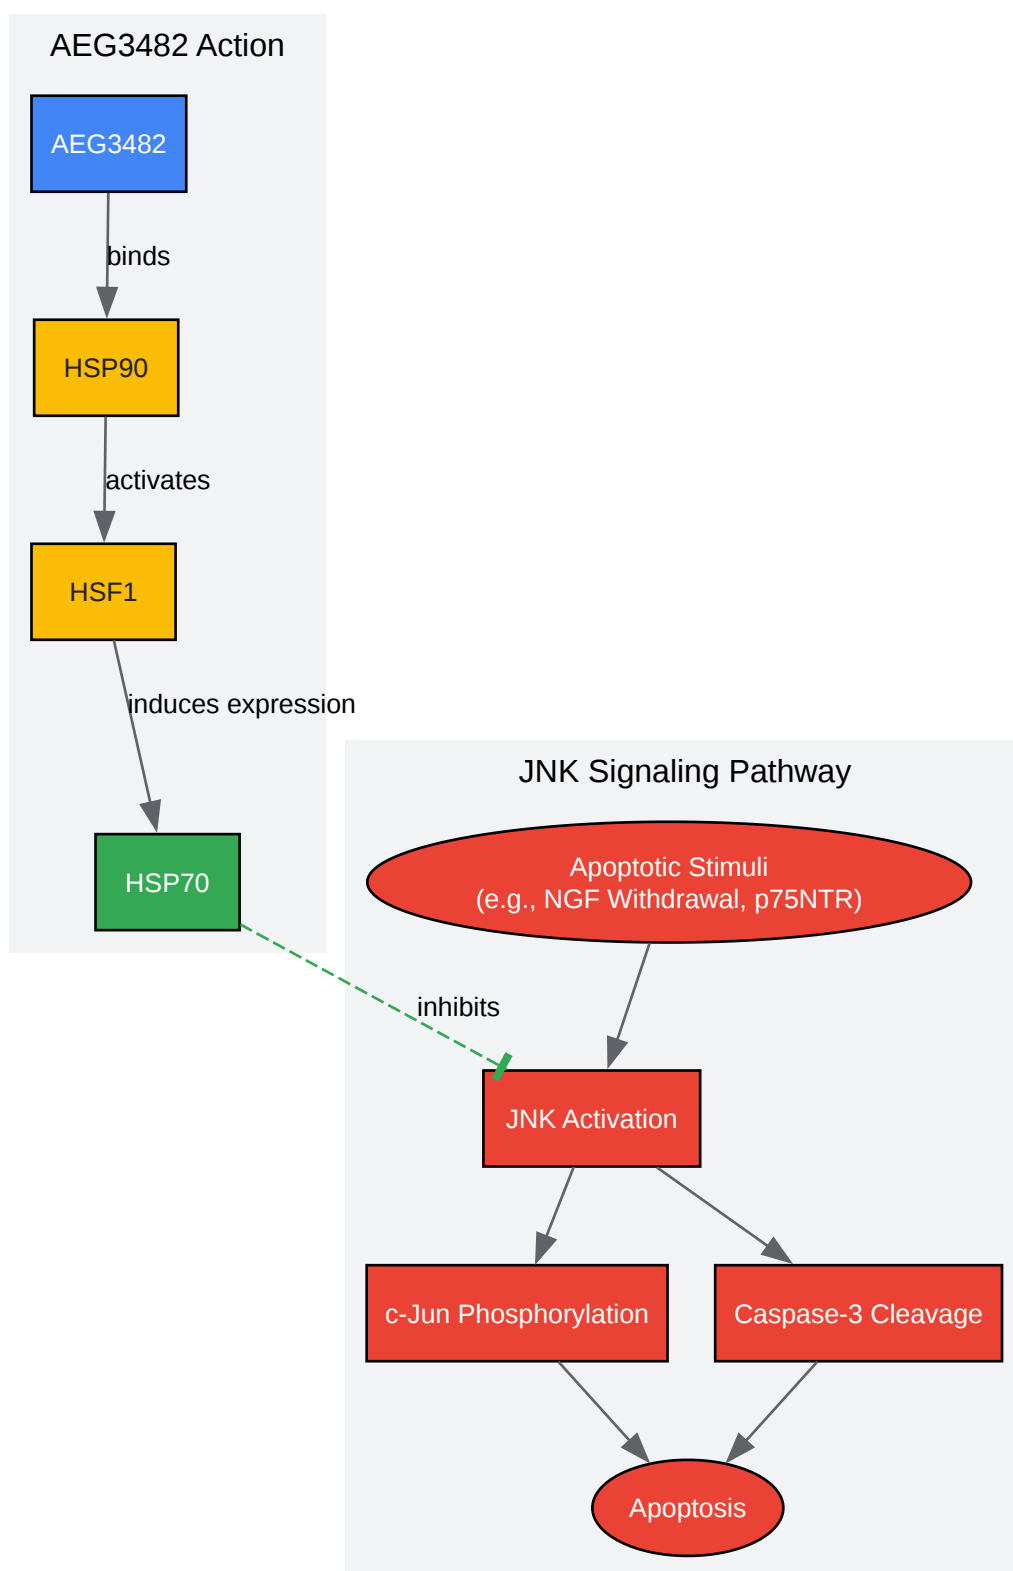 AEG3482 Action
AEG3482
binds
HSP90
activates
HSF1
induces expression
HSP70
JNK Signaling Pathway
Apoptotic Stimuli
(e.g., NGF Withdrawal, p75NTR)
inhibits
JNK Activation
c-Jun Phosphorylation
Caspase-3 Cleavage
Apoptosis